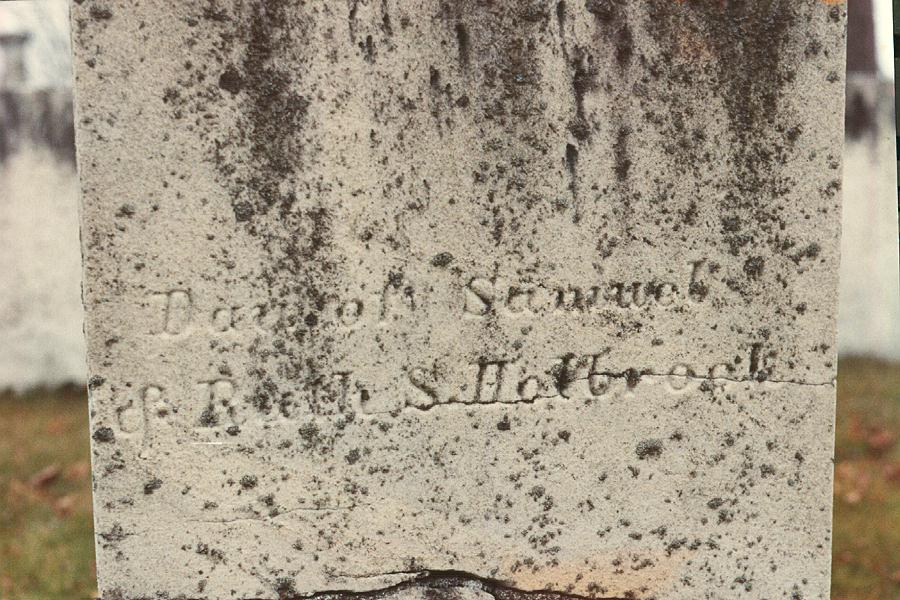 Dau. of Samuel
& Ruth S. Holbrook